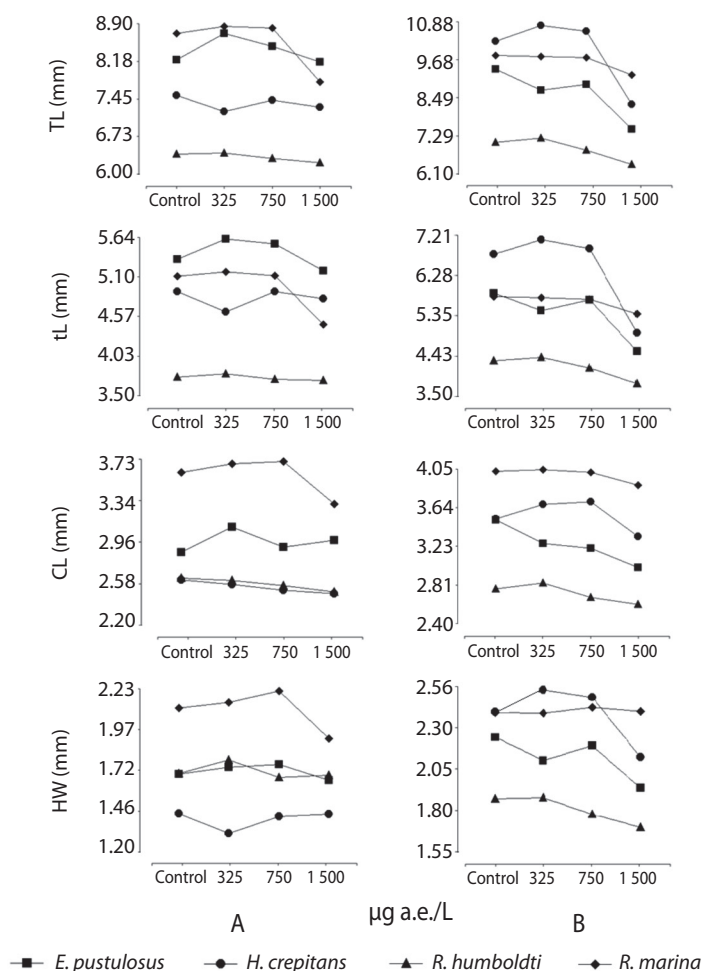 TL (mm)
8.90
8.18
7.45
6.73
6.00
Control 325 750 1 500
10.88
9.68
8.49
7.29
6.10
Control 325 750 1 500
tL (mm)
5.64
5.10
4.57
4.03
3.50
Control 325 750 1 500
7.21
6.28
5.35
4.43
3.50
Control 325 750 1 500
CL (mm)
3.73
3.34
2.96
2.58
2.20
Control 325 750 1 500
4.05
3.64
3.23
2.81
2.40
Control 325 750 1 500
HW (mm)
2.23
1.97
1.72
1.46
1.20
Control 325 750 1 500
2.56
2.30
2.05
1.80
1.55
Control 325 750 1 500
A
µg a.e./L
B
E. pustulosus H. crepitans R. humboldti R. marina